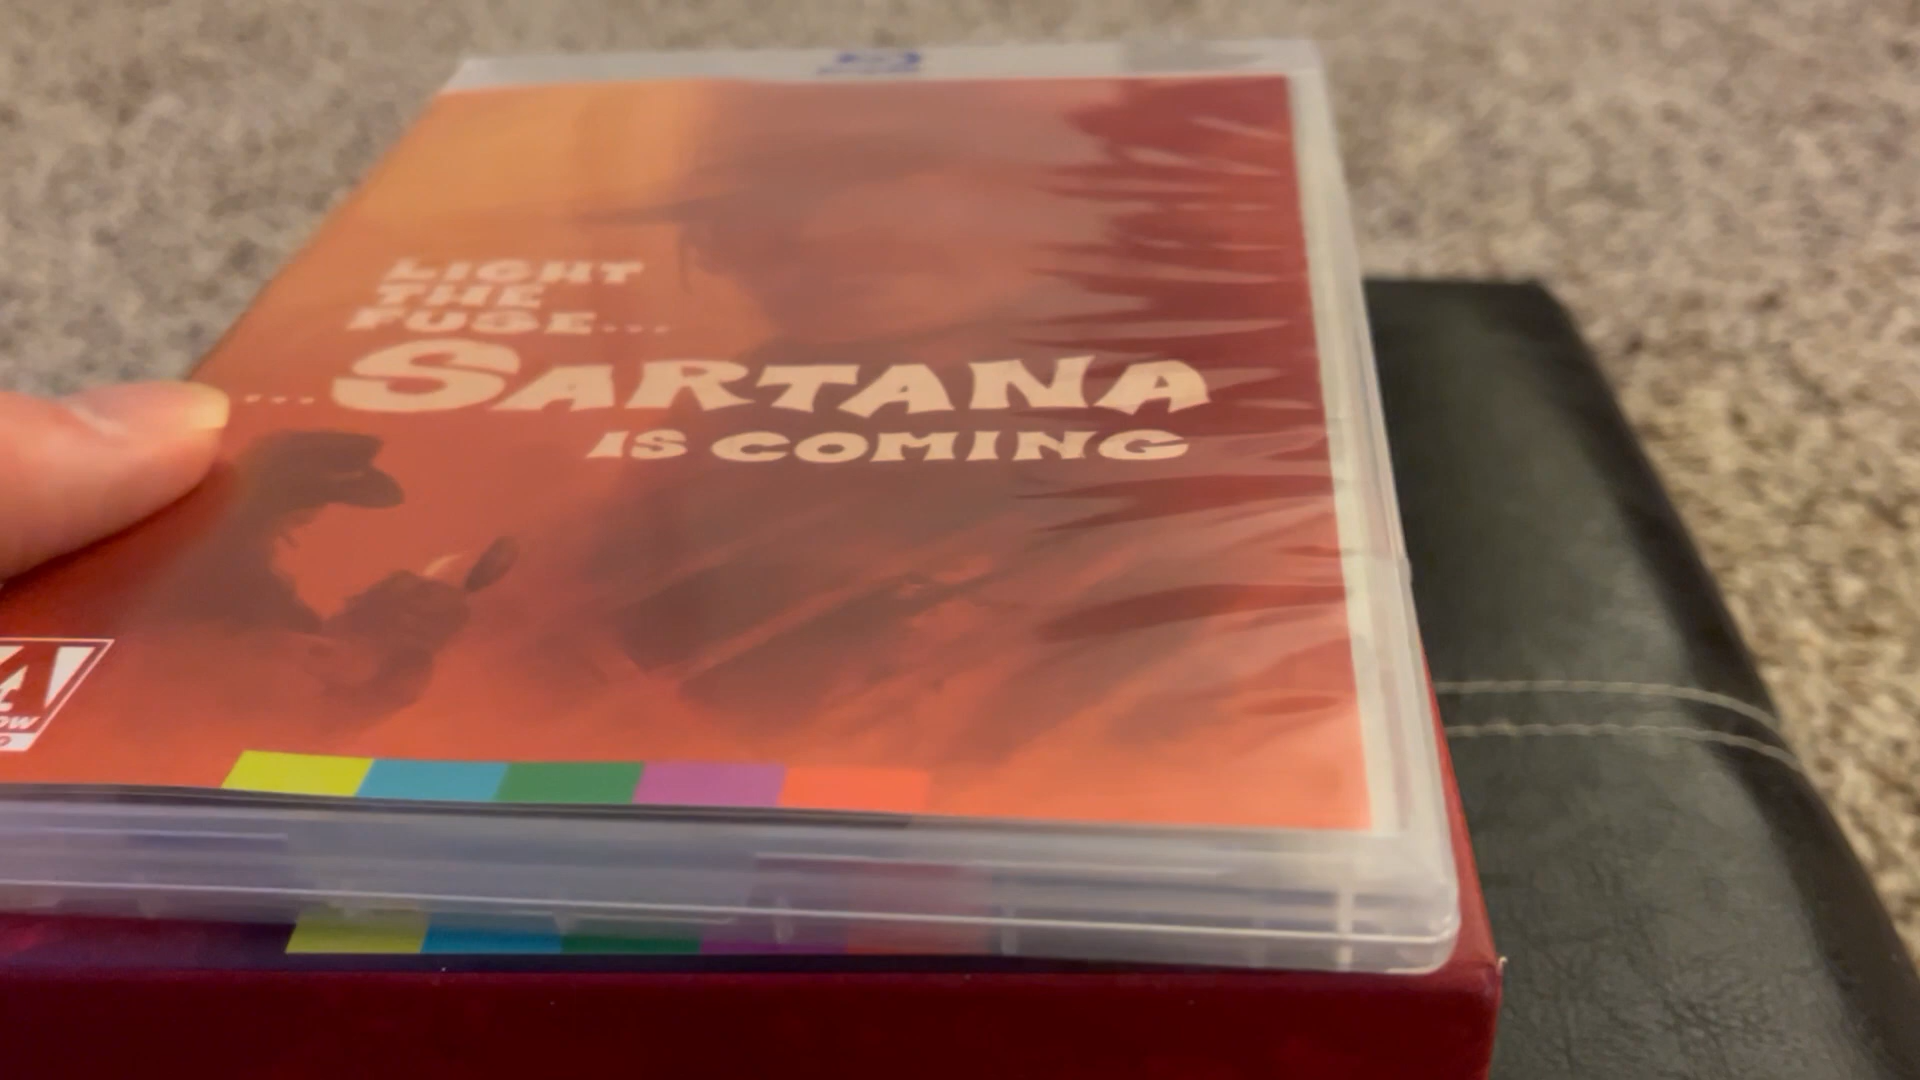 LIGHT
THE
FUSE...
...SARTANA
IS COMING